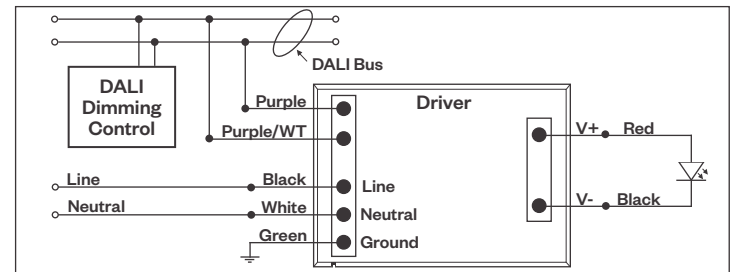 DALI Bus
DALI
Dimming
Control
Driver
Purple
Purple/WT
V+ Red
Line Black Line
Neutral White Neutral
V- Black
Green Ground